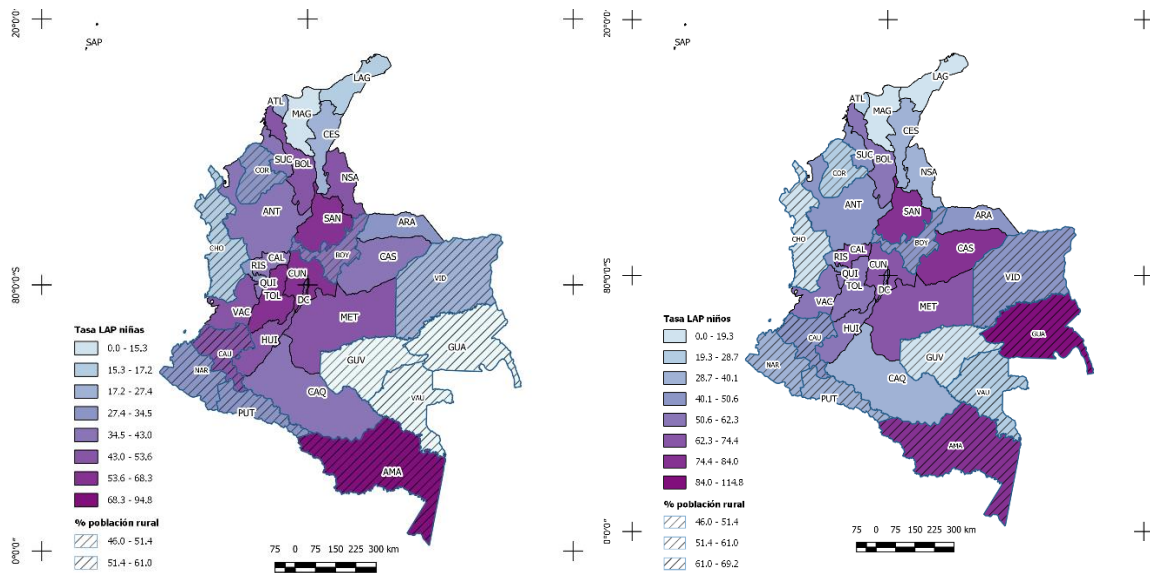 20°0'0"
SAP
LAG
ATL
MAG
CES
SUC
BOL
COR
NSA
ANT
SAN
ARA
CHO
BOY
CAL
CAS
RIS
VID
CUN
QUI
80°0'0"S
TOL
DC
VAC
MET
HUI
CAU
GUV
GUA
NAR
CAQ
VAU
PUT
AMA
Tasa LAP niñas
0.0 - 15.3
15.3 - 17.2
17.2 - 27.4
27.4 - 34.5
34.5 - 43.0
43.0 - 53.6
53.6 - 68.3
68.3 - 94.8
% población rural
46.0 - 51.4
51.4 - 61.0
0°0'0"
75 0 75 150 225 300 km
20°0'0"
SAP
LAG
ATL
MAG
CES
SUC
BOL
COR
NSA
ANT
SAN
ARA
CHO
BOY
CAL
CAS
RIS
CUN
VID
QUI
80°0'0"S
TOL
DC
VAC
MET
HUI
CAU
GUA
NAR
GUV
CAQ
VAU
PUT
AMA
Tasa LAP niños
0.0 - 19.3
19.3 - 28.7
28.7 - 40.1
40.1 - 50.6
50.6 - 62.3
62.3 - 74.4
74.4 - 84.0
84.0 - 114.8
% población rural
46.0 - 51.4
51.4 - 61.0
61.0 - 69.2
0°0'0"
75 0 75 150 225 300 km